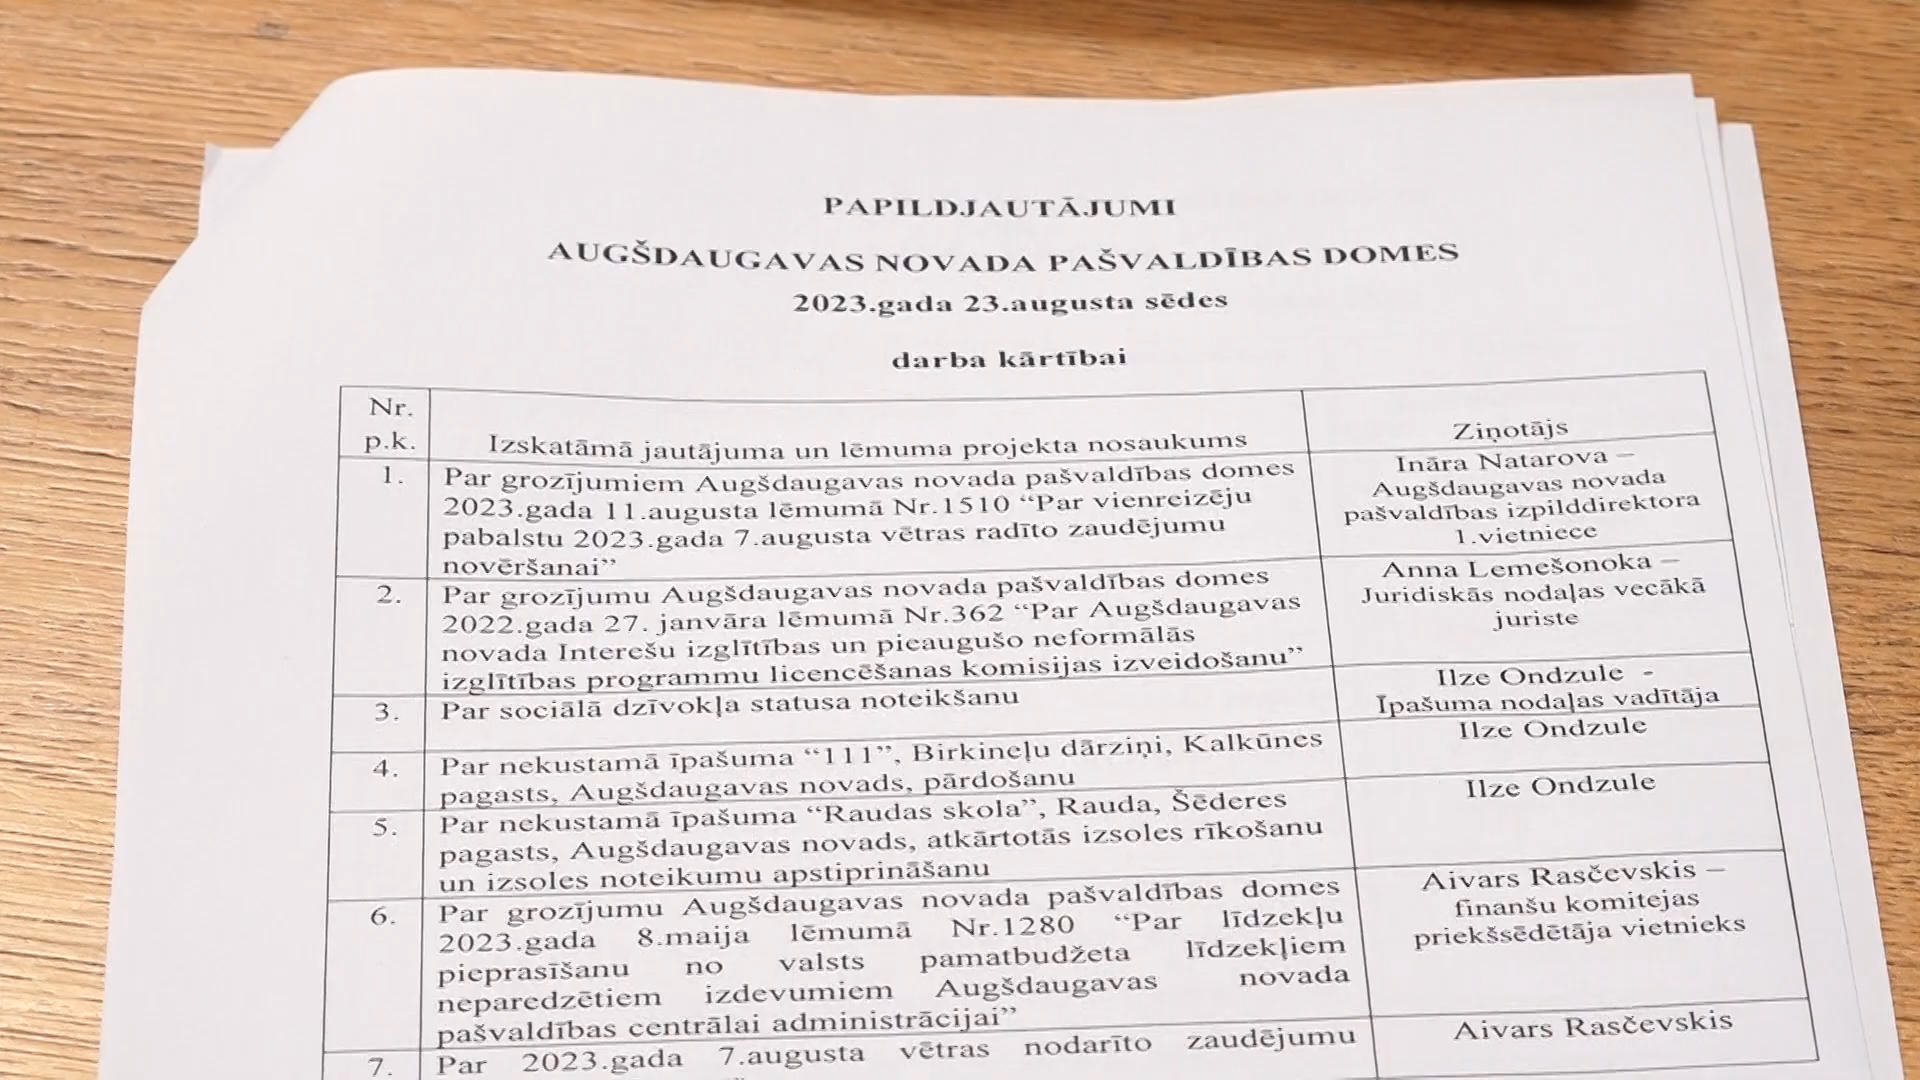 PAPILDJAUTĀJUMI
AUGŠDAUGAVAS NOVADA PAŠVALDĪBAS DOMES
2023.gada 23.augusta sēdes
darba kārtībai
Nr. p.k.
Izskatāmā jautājuma un lēmuma projekta nosaukums
Ziņotājs
1.
Par grozījumiem Augšdaugavas novada pašvaldības domes
2023.gada 11.augusta lēmumā Nr.1510 “Par vienreizēju
pabalstu 2023.gada 7.augusta vētras radīto zaudējumu
novēršanai”
Ināra Natarova –
Augšdaugavas novada
pašvaldības izpilddirektora
1.vietniece
2.
Par grozījumu Augšdaugavas novada pašvaldības domes
2022.gada 27. janvāra lēmumā Nr.362 “Par Augšdaugavas
novada Interešu izglītības un pieaugušo neformālās
izglītības programmu licencēšanas komisijas izveidošanu”
Anna Lemešonoka –
Juridiskās nodaļas vecākā
juriste
3.
Par sociālā dzīvokļa statusa noteikšanu
Ilze Ondzule -
Īpašuma nodaļas vadītāja
4.
Par nekustamā īpašuma “111”, Birkineļu dārziņi, Kalkūnes
pagasts, Augšdaugavas novads, pārdošanu
Ilze Ondzule
5.
Par nekustamā īpašuma “Raudas skola”, Rauda, Šēderes
pagasts, Augšdaugavas novads, atkārtotās izsoles rīkošanu
un izsoles noteikumu apstiprināšanu
Ilze Ondzule
6.
Par grozījumu Augšdaugavas novada pašvaldības domes
2023.gada 8.maija lēmumā Nr.1280 “Par līdzekļu
pieprasīšanu no valsts pamatbudžeta līdzekļiem
neparedzētiem izdevumiem Augšdaugavas novada
pašvaldības centrālai administrācijai”
Aivars Rasčevskis –
finanšu komitejas
priekšsēdētāja vietnieks
7.
Par 2023.gada 7.augusta vētras nodarīto zaudējumu
Aivars Rasčevskis